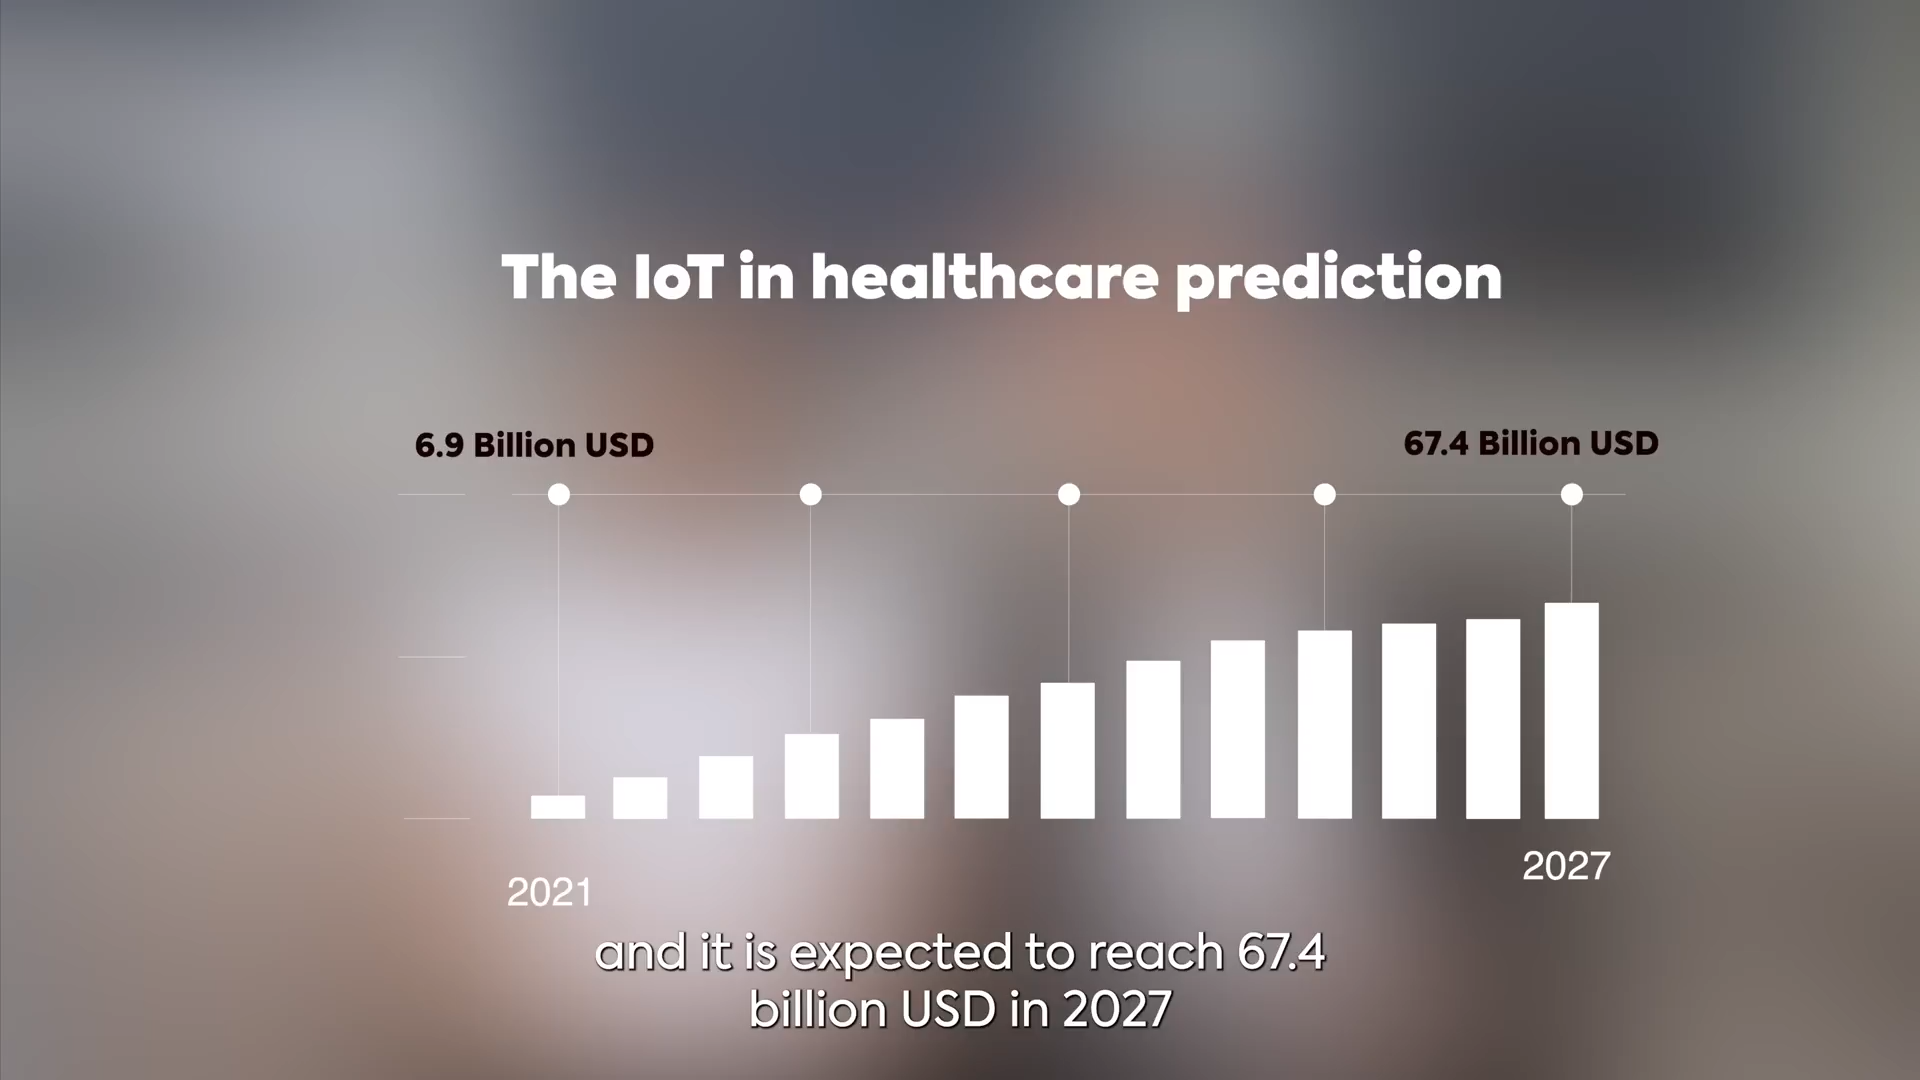 The IoT in healthcare prediction
6.9 Billion USD
67.4 Billion USD
2021
2027
and it is expected to reach 67.4
billion USD in 2027